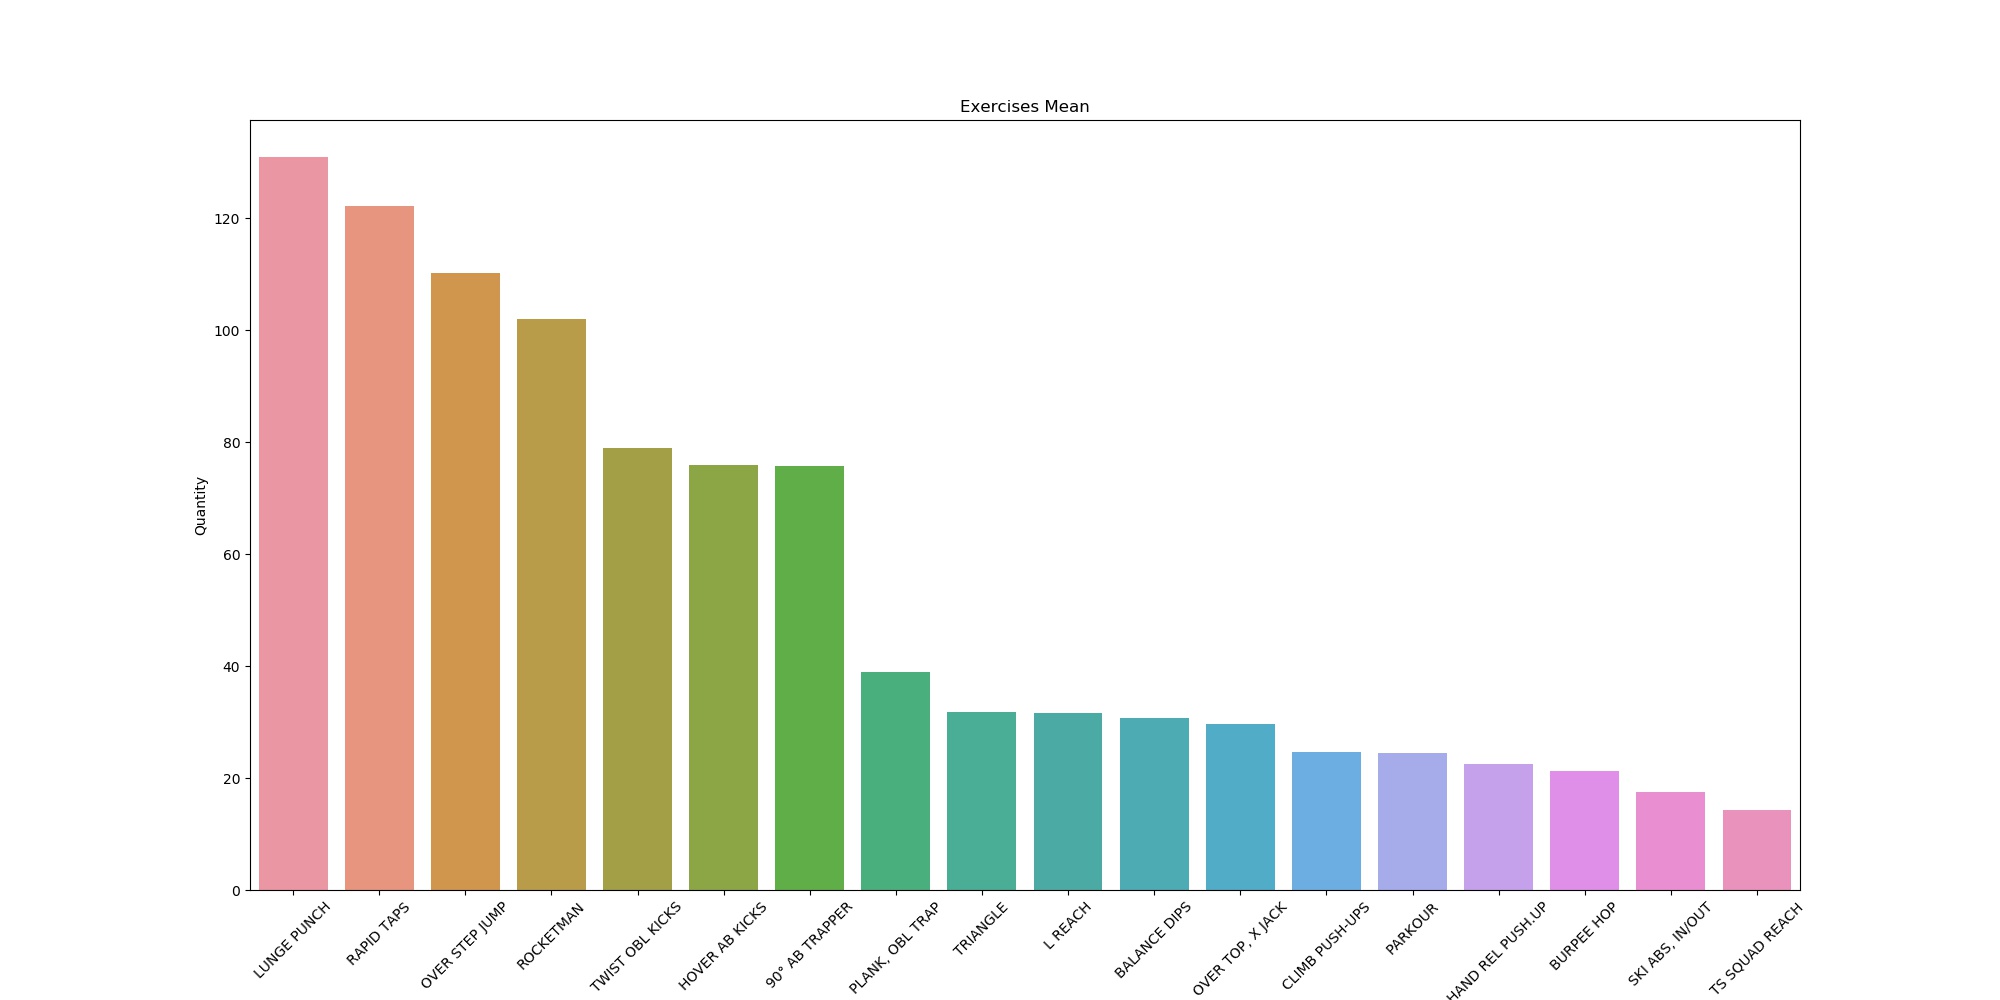 Exercises Mean
Quantity
120
100
80
60
40
20
0
LUNGE PUNCH
RAPID TAPS
OVER STEP JUMP
ROCKETMAN
TWIST OBL KICKS
HOVER AB KICKS
90° AB TRAPPER
PLANK, OBL TRAP
TRIANGLE
L REACH
BALANCE DIPS
OVER TOP, X JACK
CLIMB PUSH-UPS
PARKOUR
HAND REL PUSH.UP
BURPEE HOP
SKI ABS, IN/OUT
TS SQUAD REACH